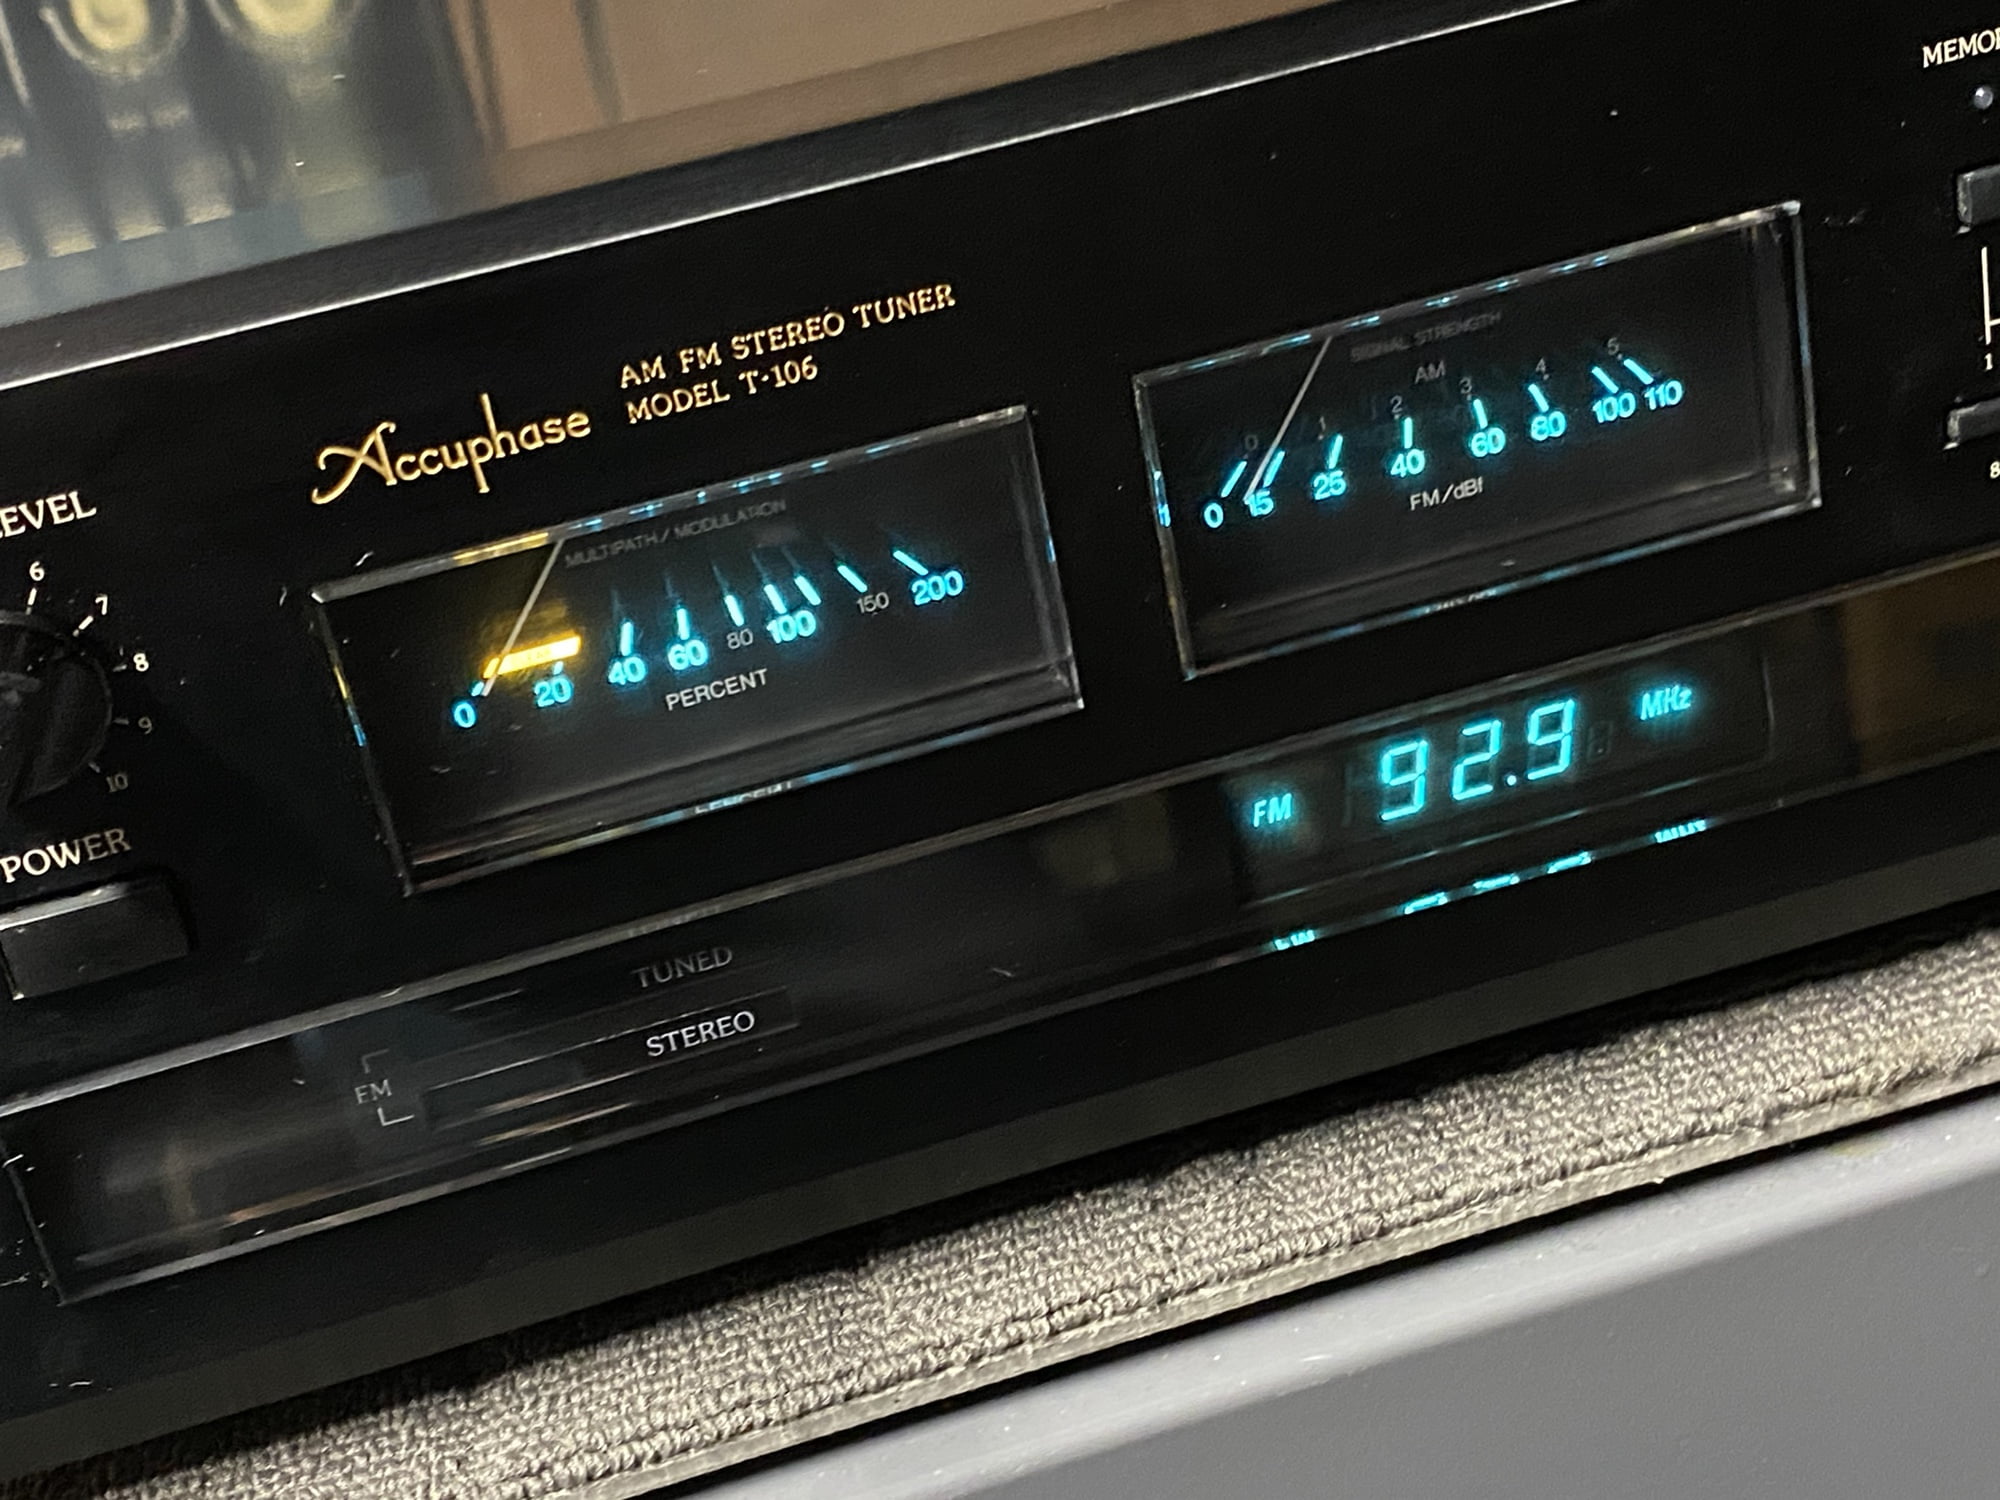 AM FM STEREO TUNER
Accuphase MODEL T-106
LEVEL
6
7
8
9
10
POWER
MULTIPATH / MODULATION
0 20 40 60 80 100 150 200
PERCENT
SIGNAL STRENGTH
AM
0 1 2 3 4 5
0 15 25 40 60 80 100 110
FM/dBf
FM 92.9 MHz
TUNED
STEREO
FM
1
8